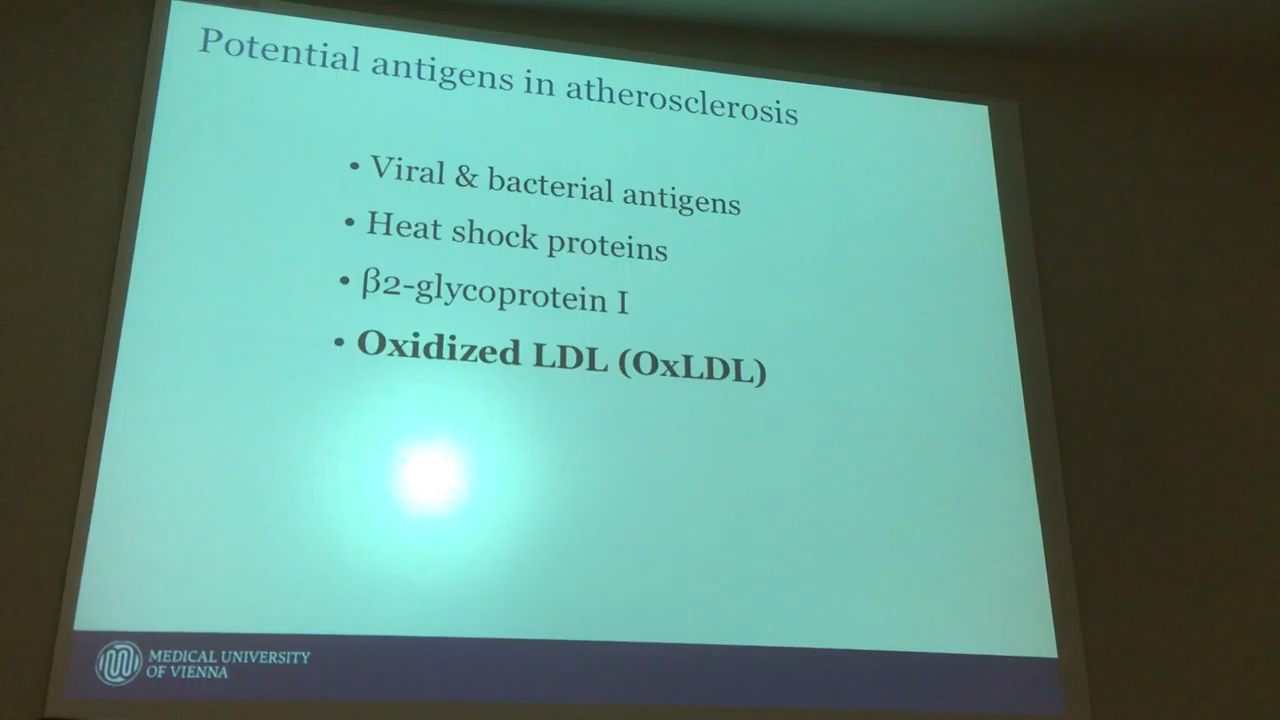 Potential antigens in atherosclerosis
• Viral & bacterial antigens
• Heat shock proteins
• β2-glycoprotein I
• Oxidized LDL (OxLDL)
MEDICAL UNIVERSITY
OF VIENNA